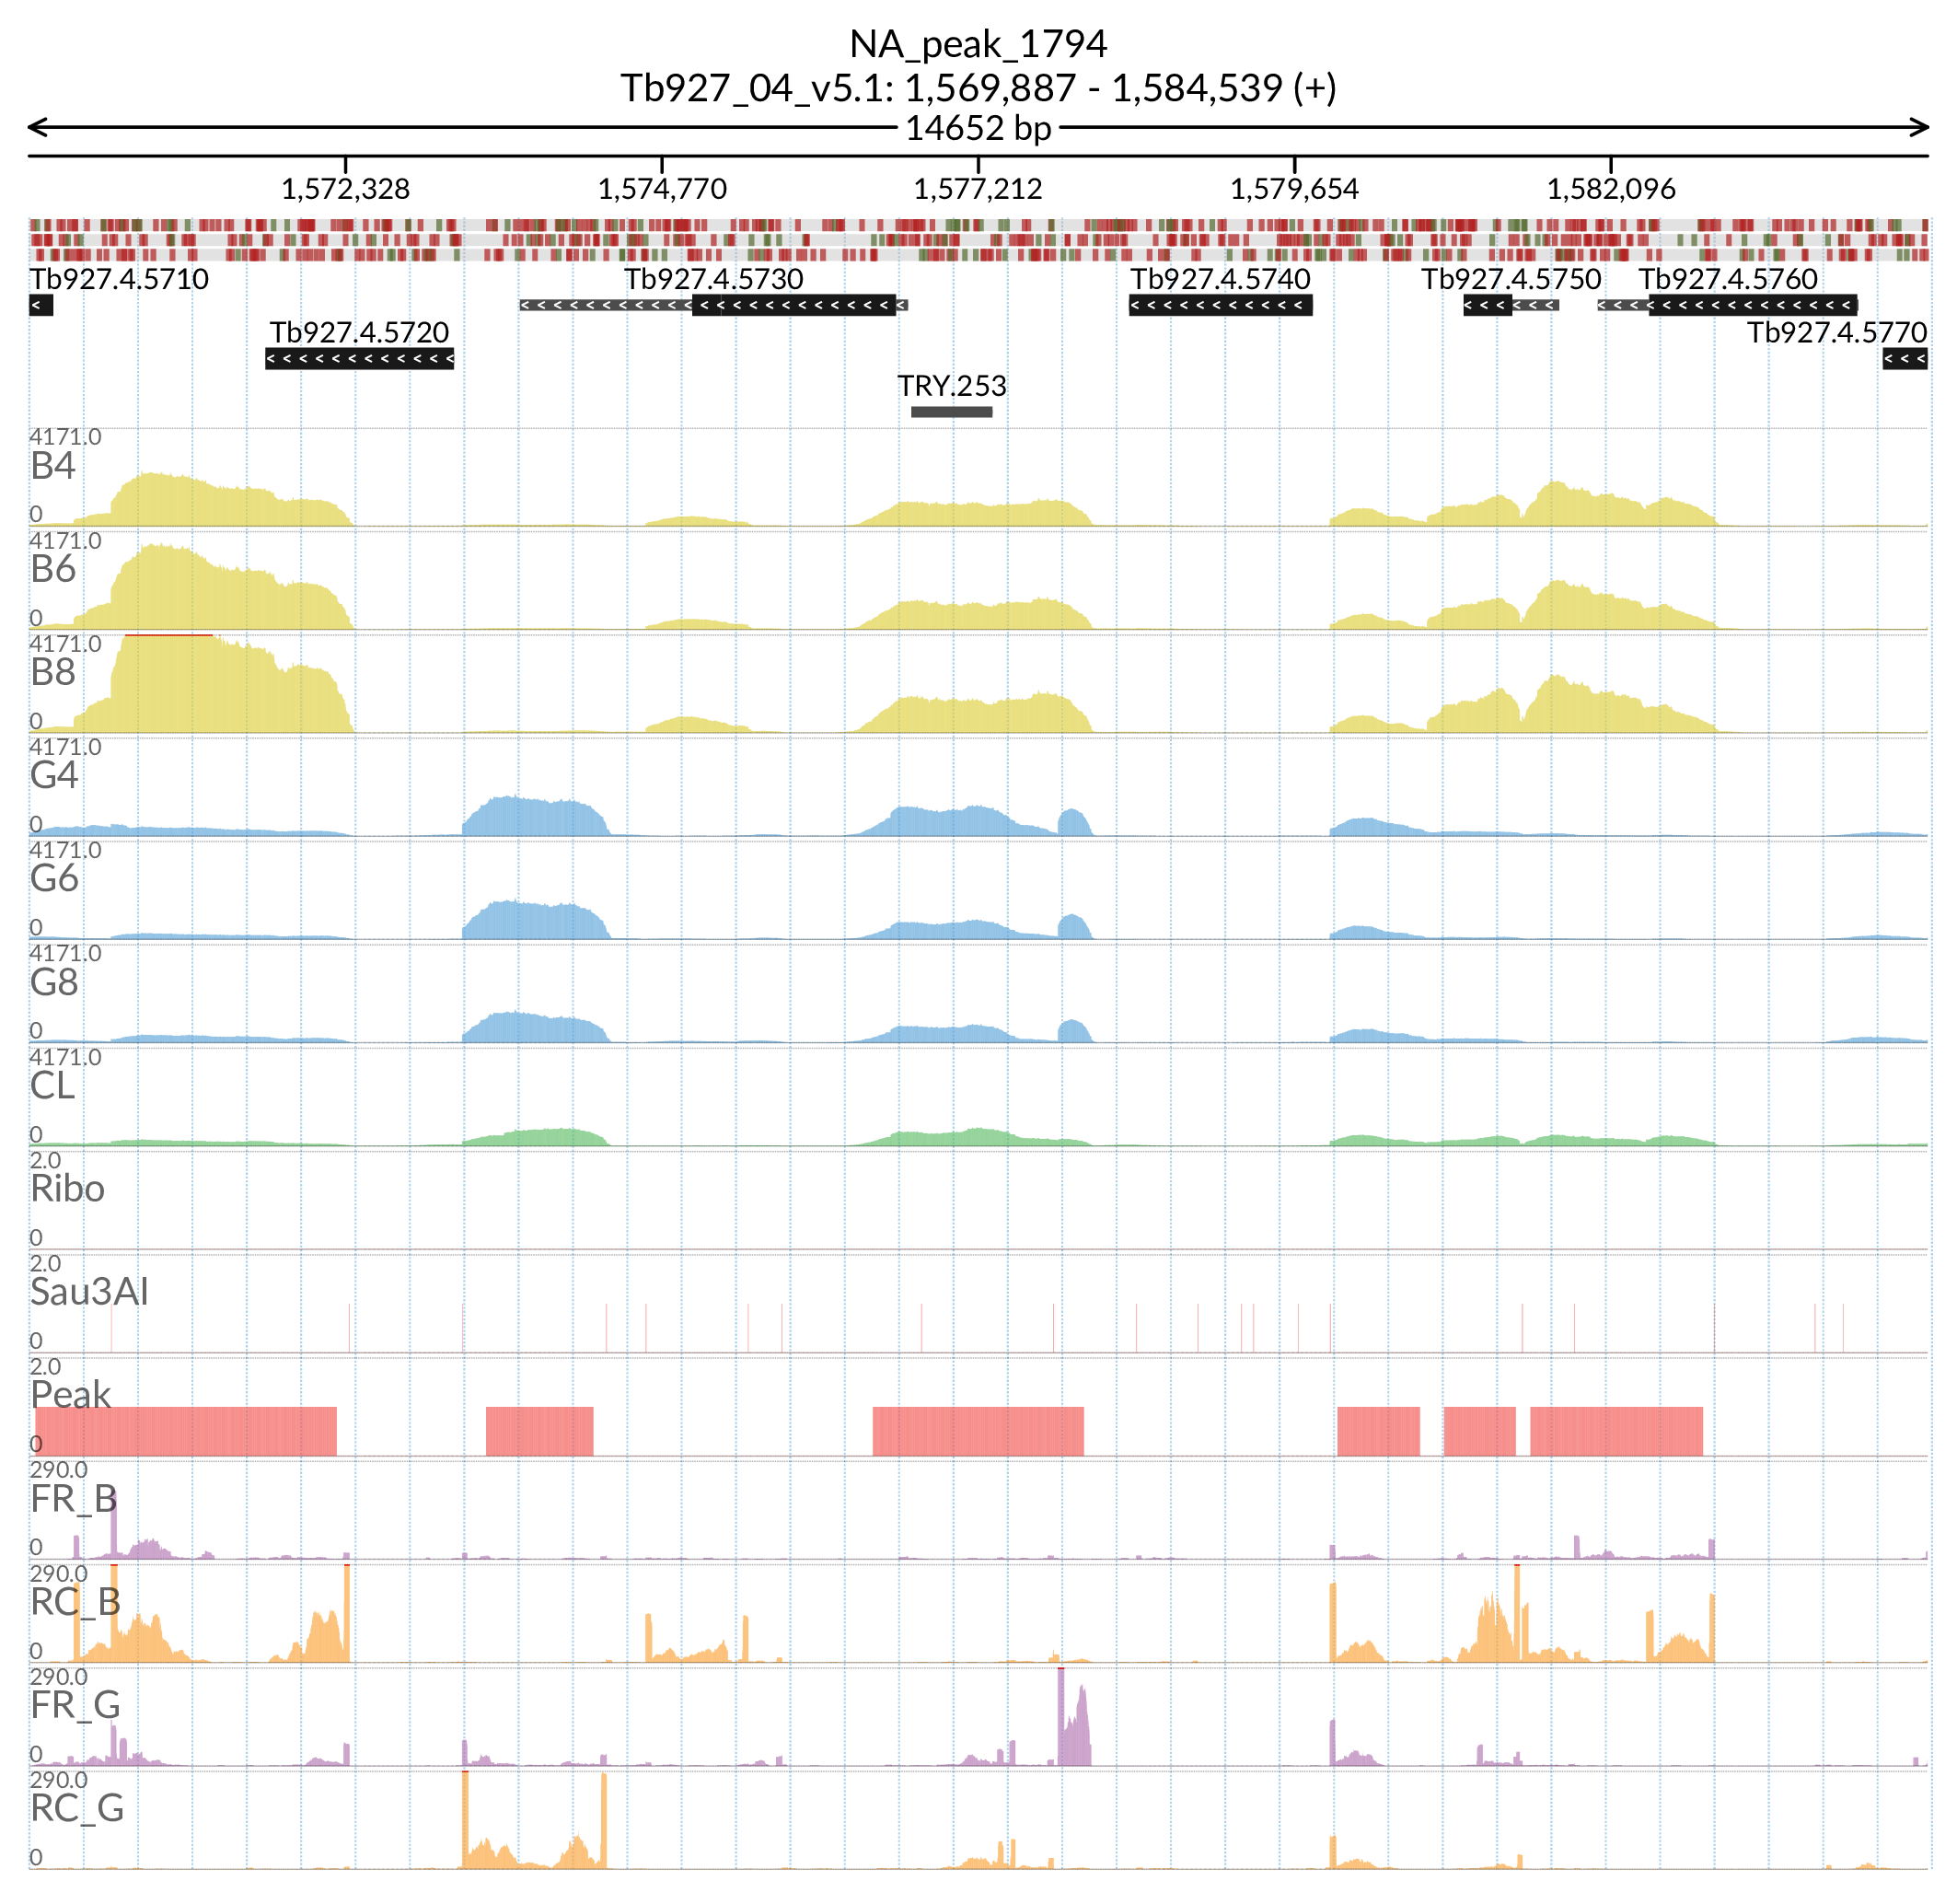 NA_peak_1794
Tb927_04_v5.1: 1,569,887 - 1,584,539 (+)
14652 bp
1,572,328 1,574,770 1,577,212 1,579,654 1,582,096
Tb927.4.5710 Tb927.4.5730 Tb927.4.5740 Tb927.4.5750 Tb927.4.5760
Tb927.4.5720 Tb927.4.5770
TRY.253
4171.0
B4
0
4171.0
B6
0
4171.0
B8
0
4171.0
G4
0
4171.0
G6
0
4171.0
G8
0
4171.0
CL
0
2.0
Ribo
0
2.0
Sau3AI
0
2.0
Peak
0
290.0
FR_B
0
290.0
RC_B
0
290.0
FR_G
0
290.0
RC_G
0